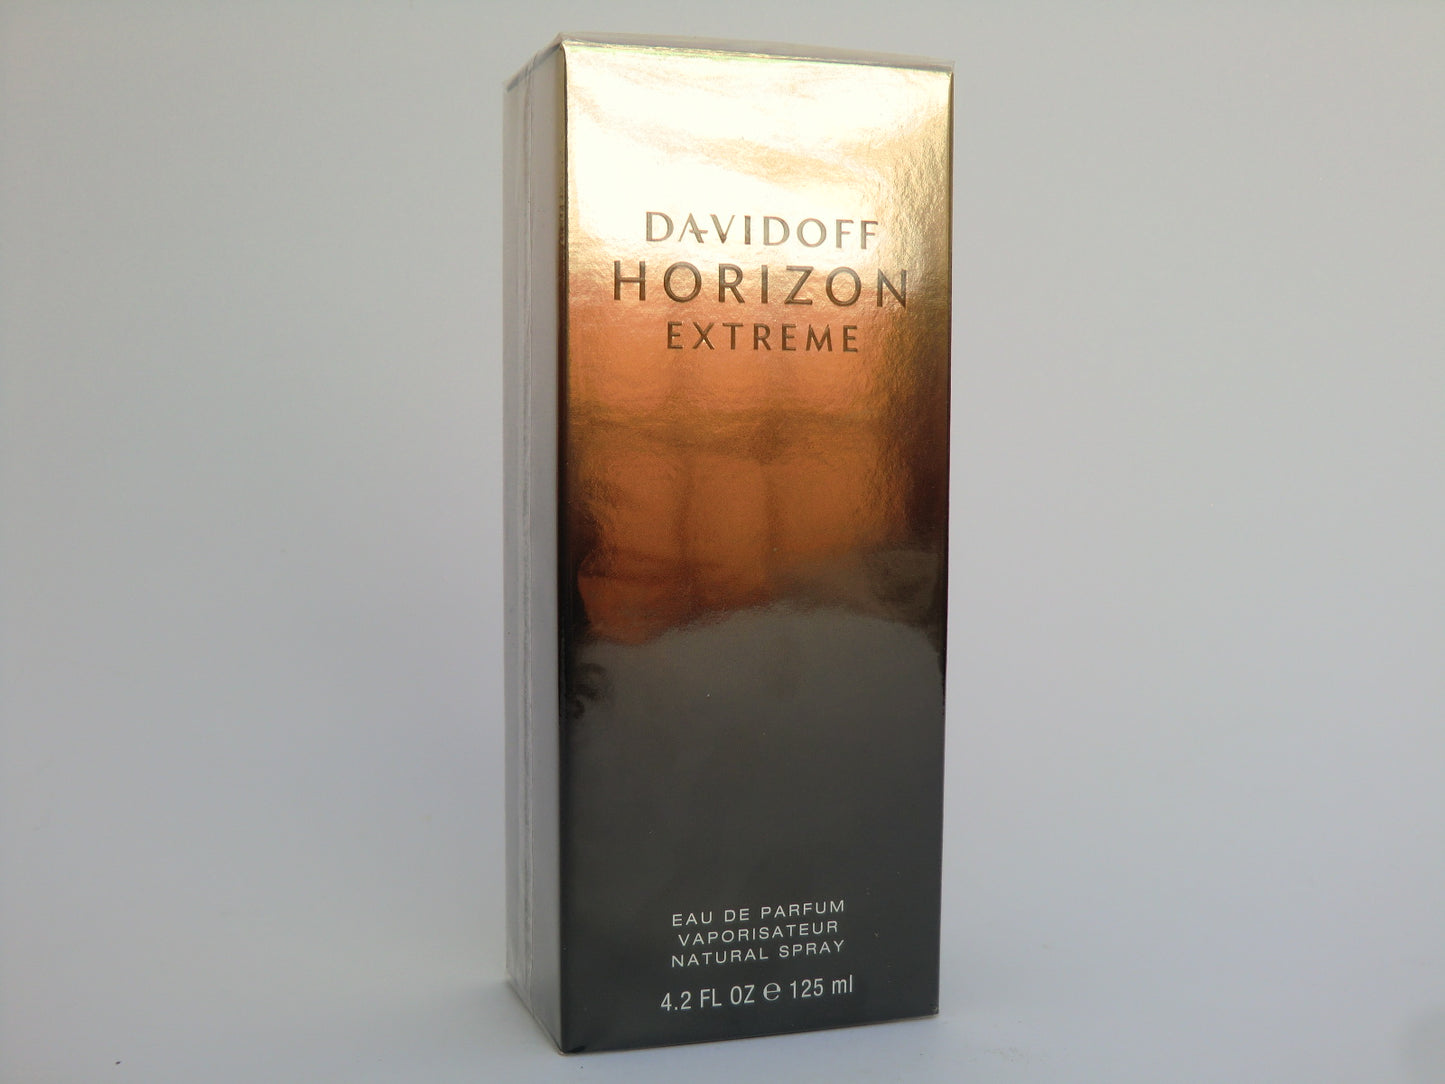 DAVIDOFF
HORIZON
EXTREME
EAU DE PARFUM
VAPORISATEUR
NATURAL SPRAY
4.2 FL OZ ℮ 125 ml